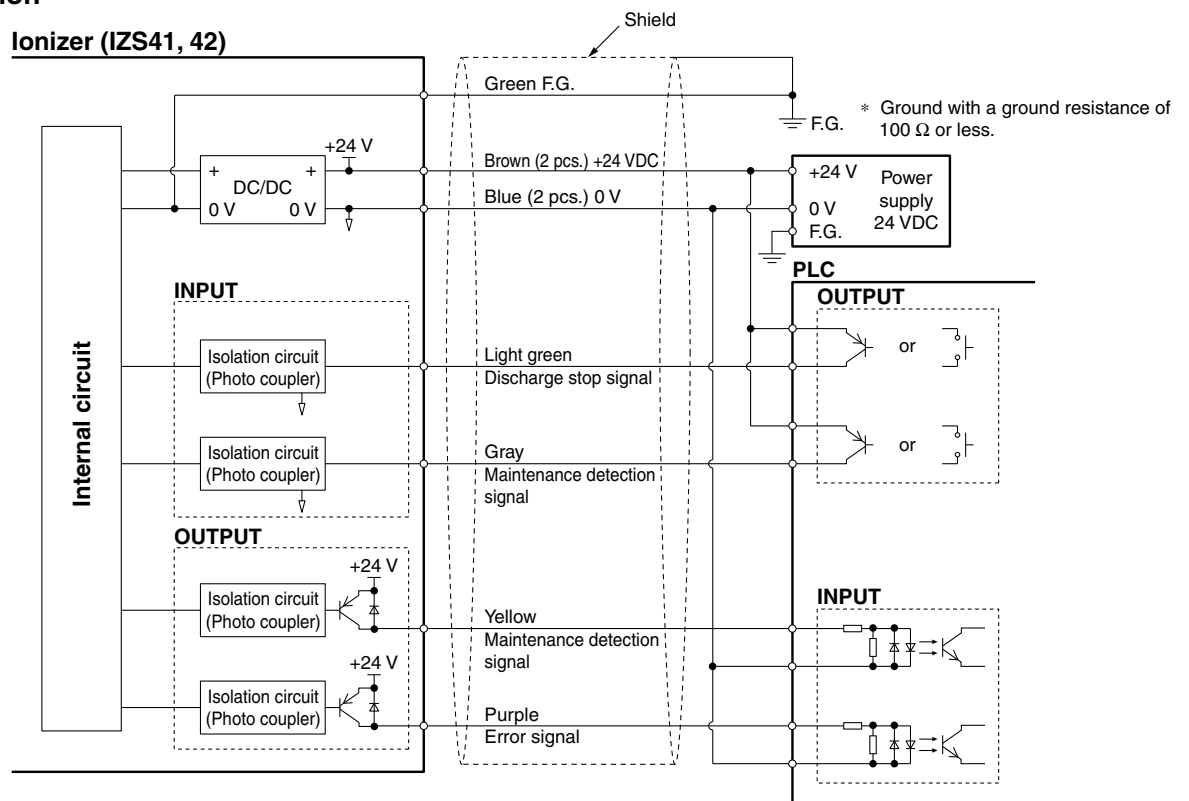 Shield
Ionizer (IZS41, 42)
Green F.G.
F.G.
* Ground with a ground resistance of
100 Ω or less.
+24 V
Brown (2 pcs.) +24 VDC
Blue (2 pcs.) 0 V
+ +
DC/DC
0 V 0 V
+24 V
0 V
F.G.
Power
supply
24 VDC
PLC
Internal circuit
INPUT
Isolation circuit
(Photo coupler)
Light green
Discharge stop signal
Isolation circuit
(Photo coupler)
Gray
Maintenance detection
signal
OUTPUT
or
or
OUTPUT
+24 V
Isolation circuit
(Photo coupler)
Yellow
Maintenance detection
signal
+24 V
Isolation circuit
(Photo coupler)
Purple
Error signal
INPUT